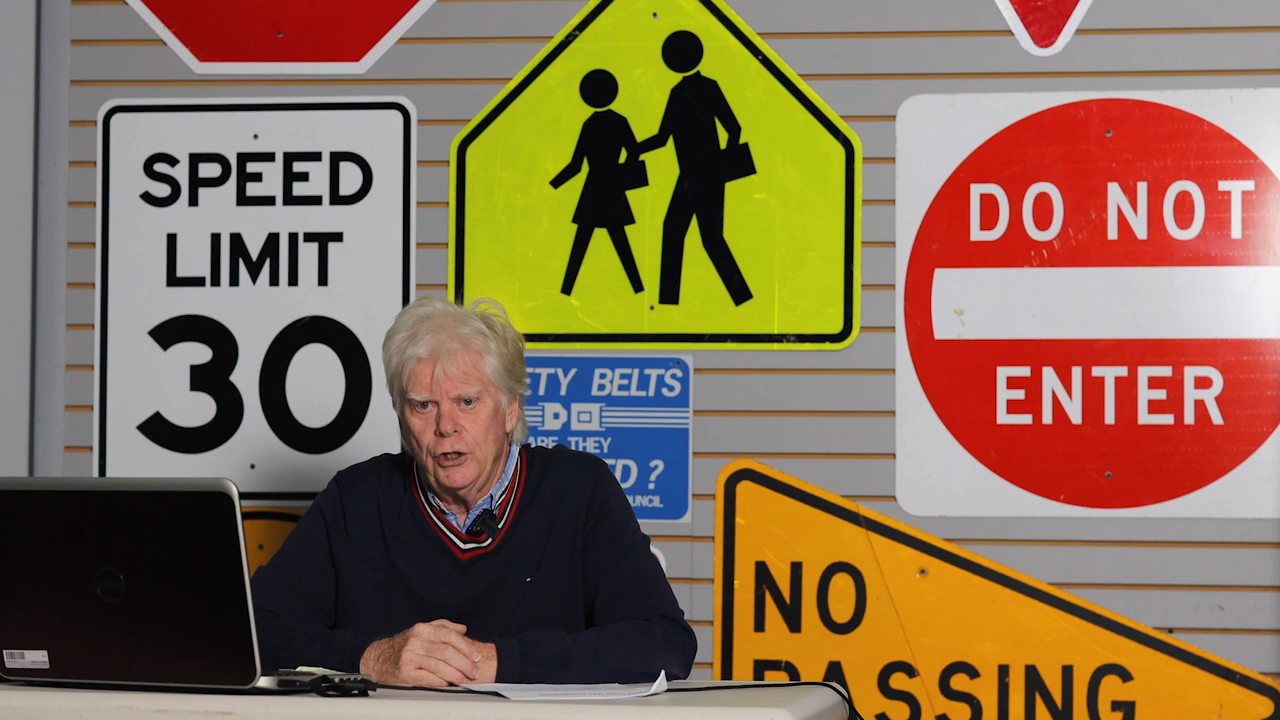 SPEED
LIMIT
30
DO NOT
ENTER
BELTS
ARE THEY
?
NO
PASSING